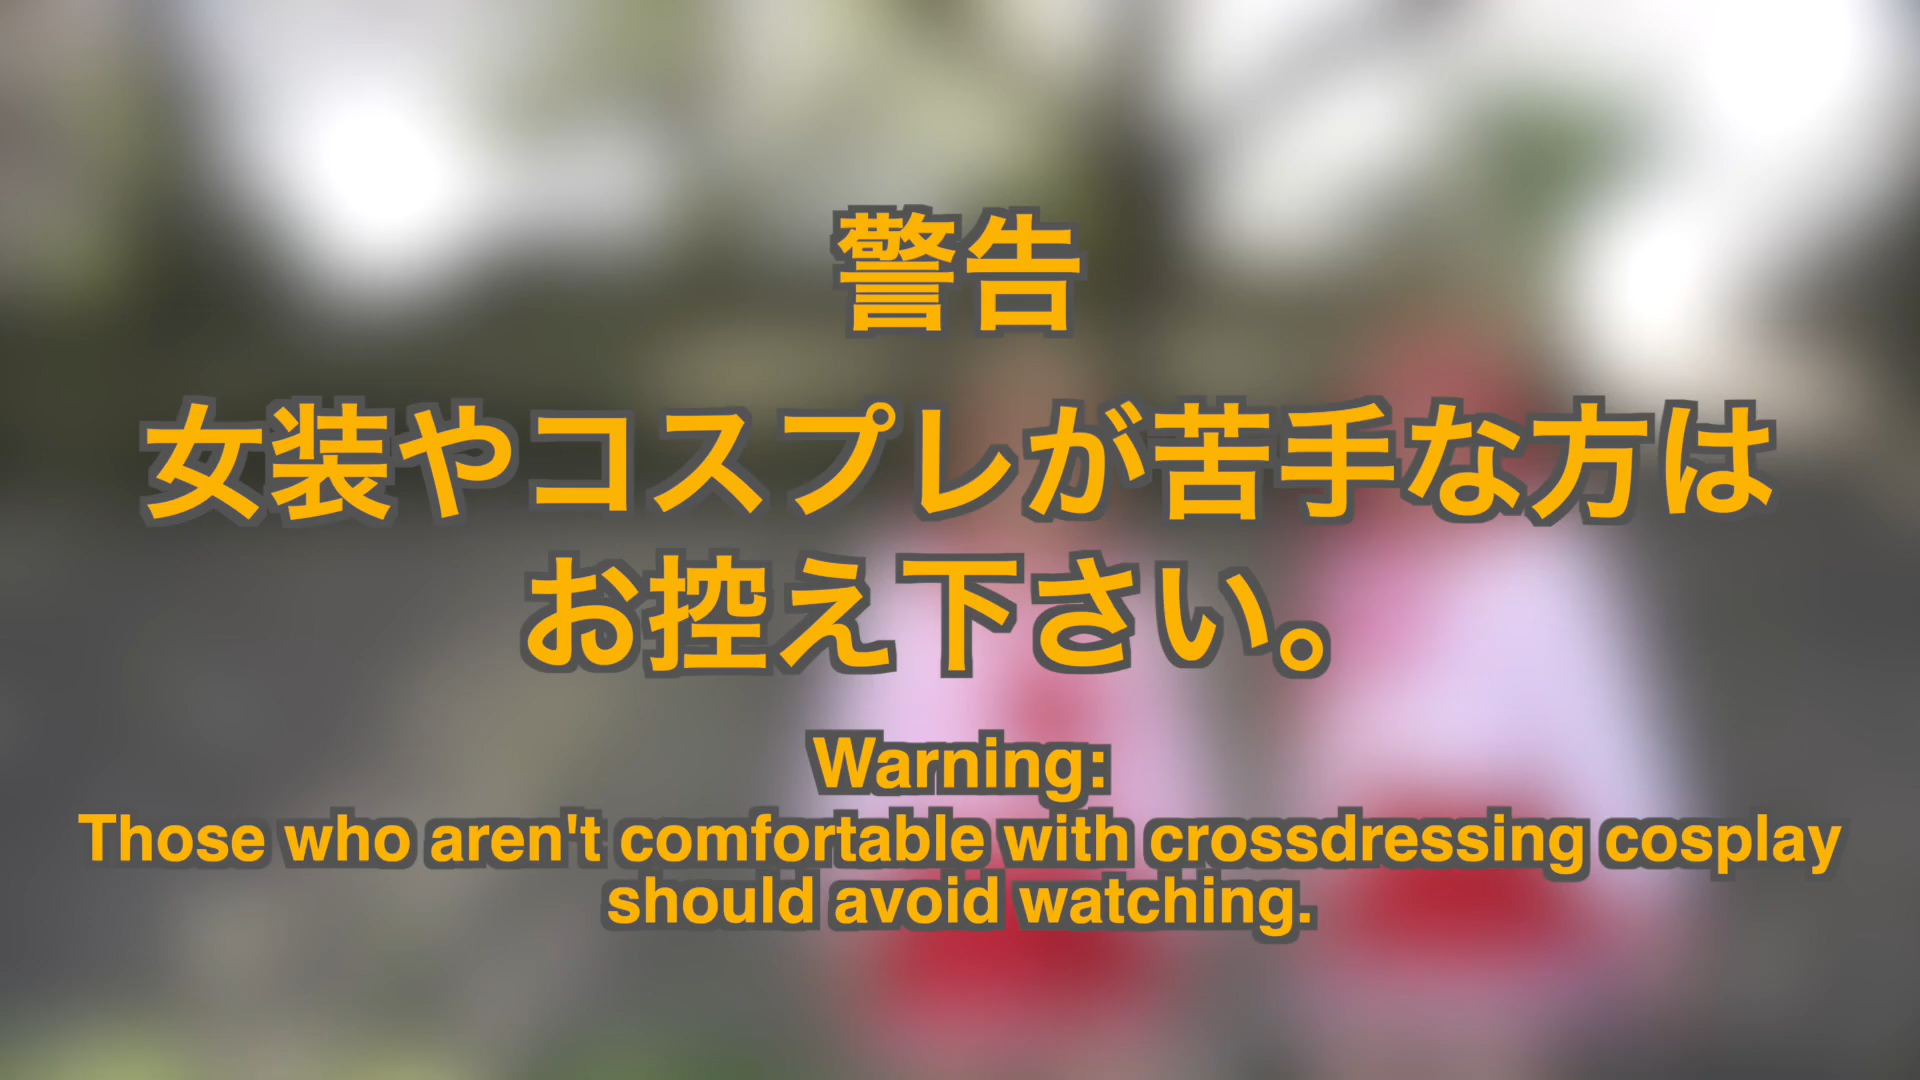 警告
女装やコスプレが苦手な方は
お控え下さい。
Warning:
Those who aren't comfortable with crossdressing cosplay
should avoid watching.